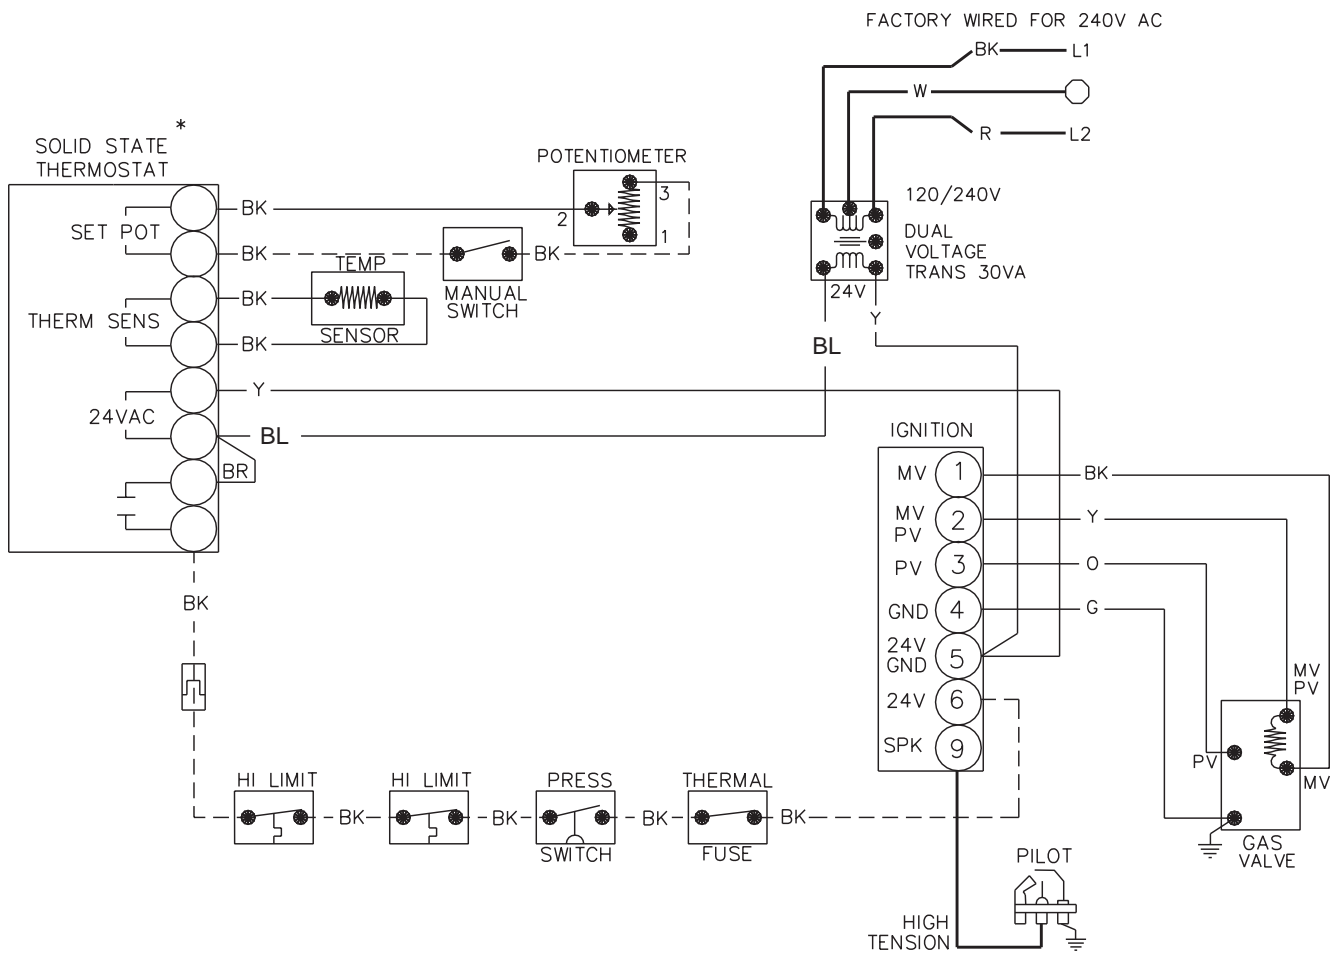 FACTORY WIRED FOR 240V AC
BK
L1
W
R
L2
*
SOLID STATE
THERMOSTAT
POTENTIOMETER
3
2
1
120/240V
DUAL
VOLTAGE
TRANS 30VA
24V
SET POT
BK
BK
BK
TEMP
SENSOR
MANUAL
SWITCH
THERM SENS
BK
BK
Y
BL
24VAC
Y
BL
BR
IGNITION
MV
1
BK
MV
PV
2
Y
PV
3
O
GND
4
G
24V
GND
5
24V
6
SPK
9
MV
PV
PV
MV
GAS
VALVE
BK
HI LIMIT
HI LIMIT
PRESS
THERMAL
BK
BK
BK
BK
SWITCH
FUSE
PILOT
HIGH
TENSION